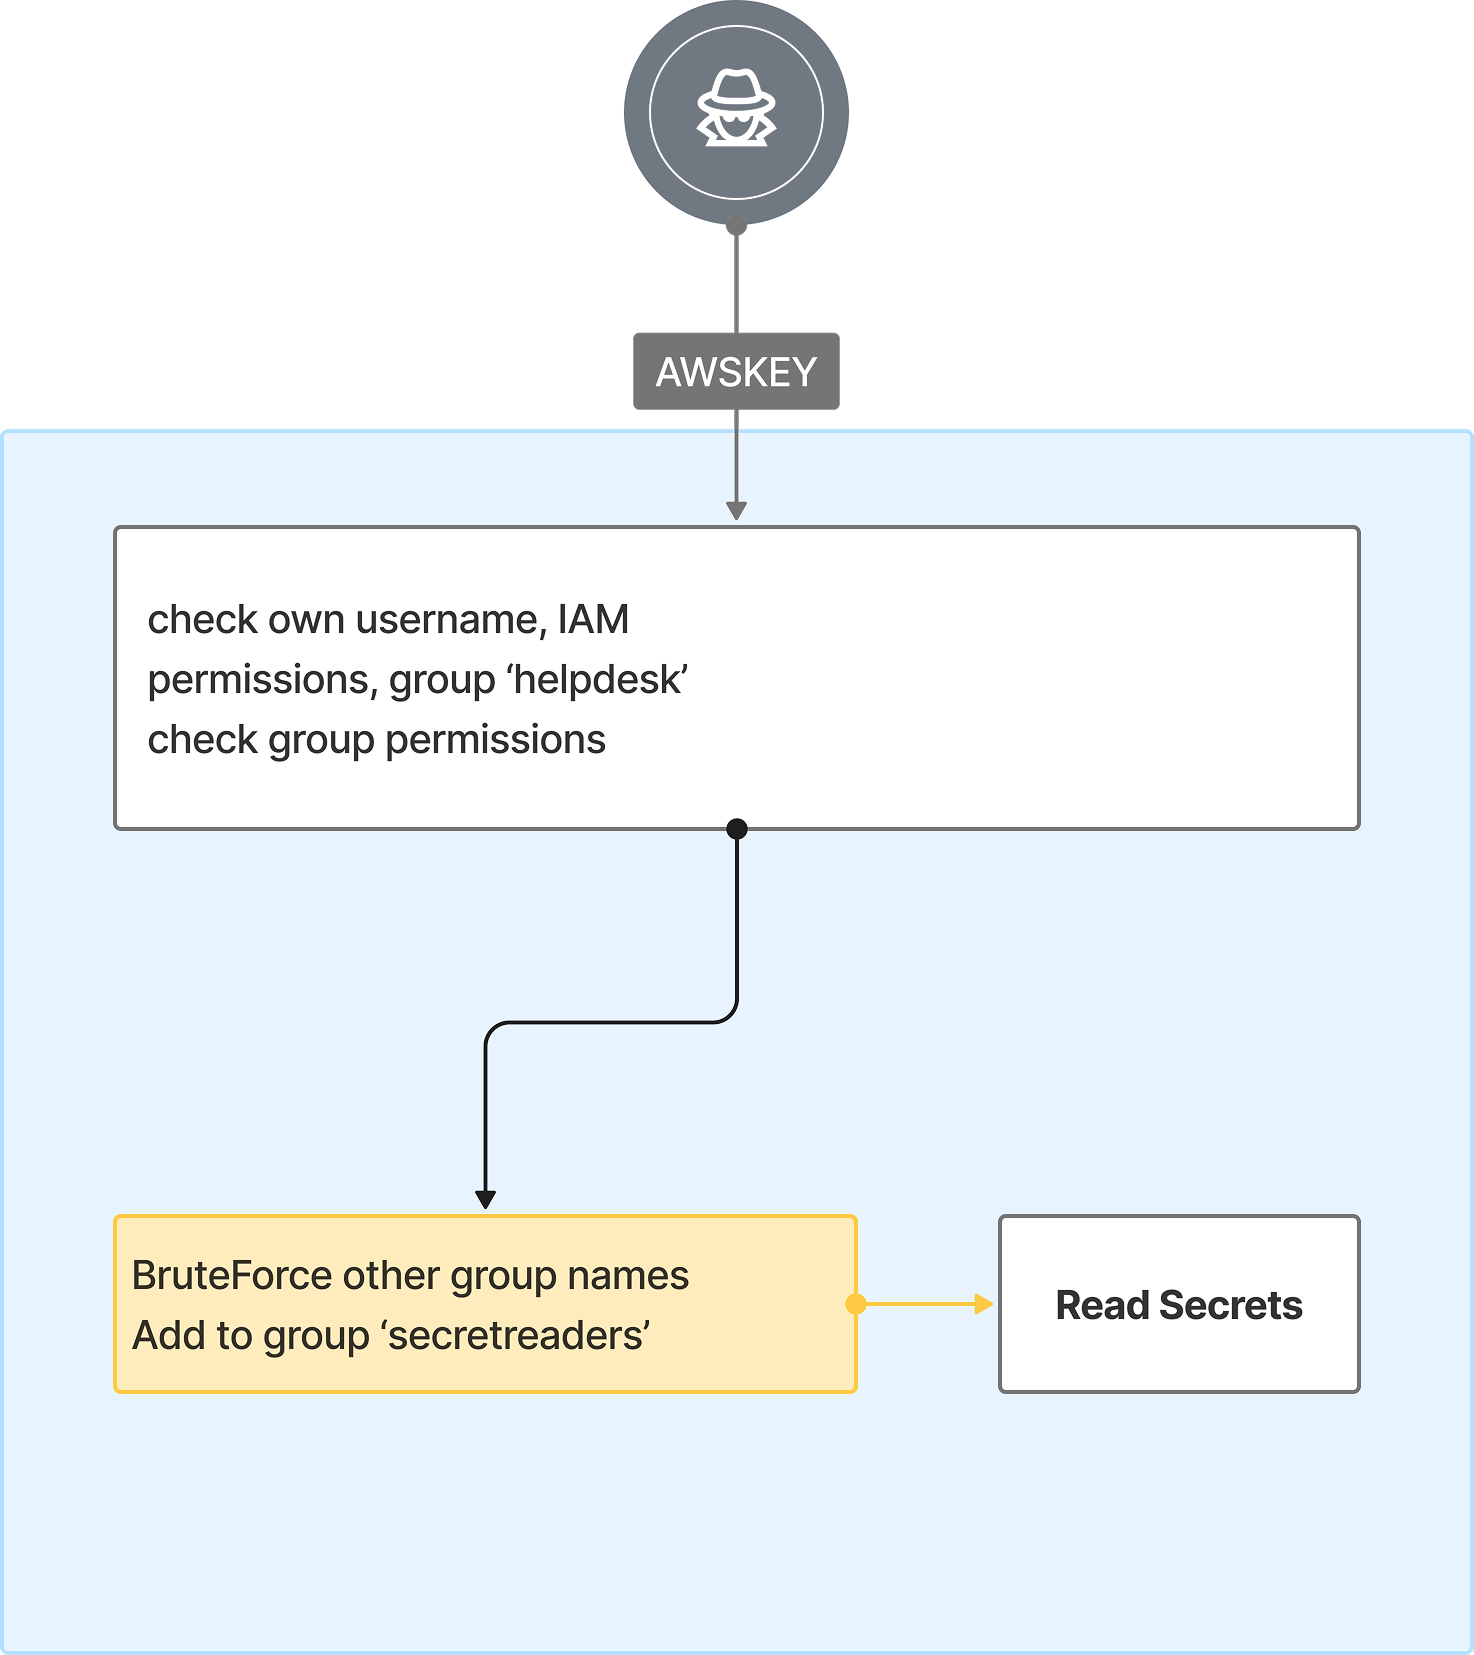 AWSKEY
check own username, IAM
permissions, group ‘helpdesk’
check group permissions
BruteForce other group names
Add to group ‘secretreaders’
Read Secrets